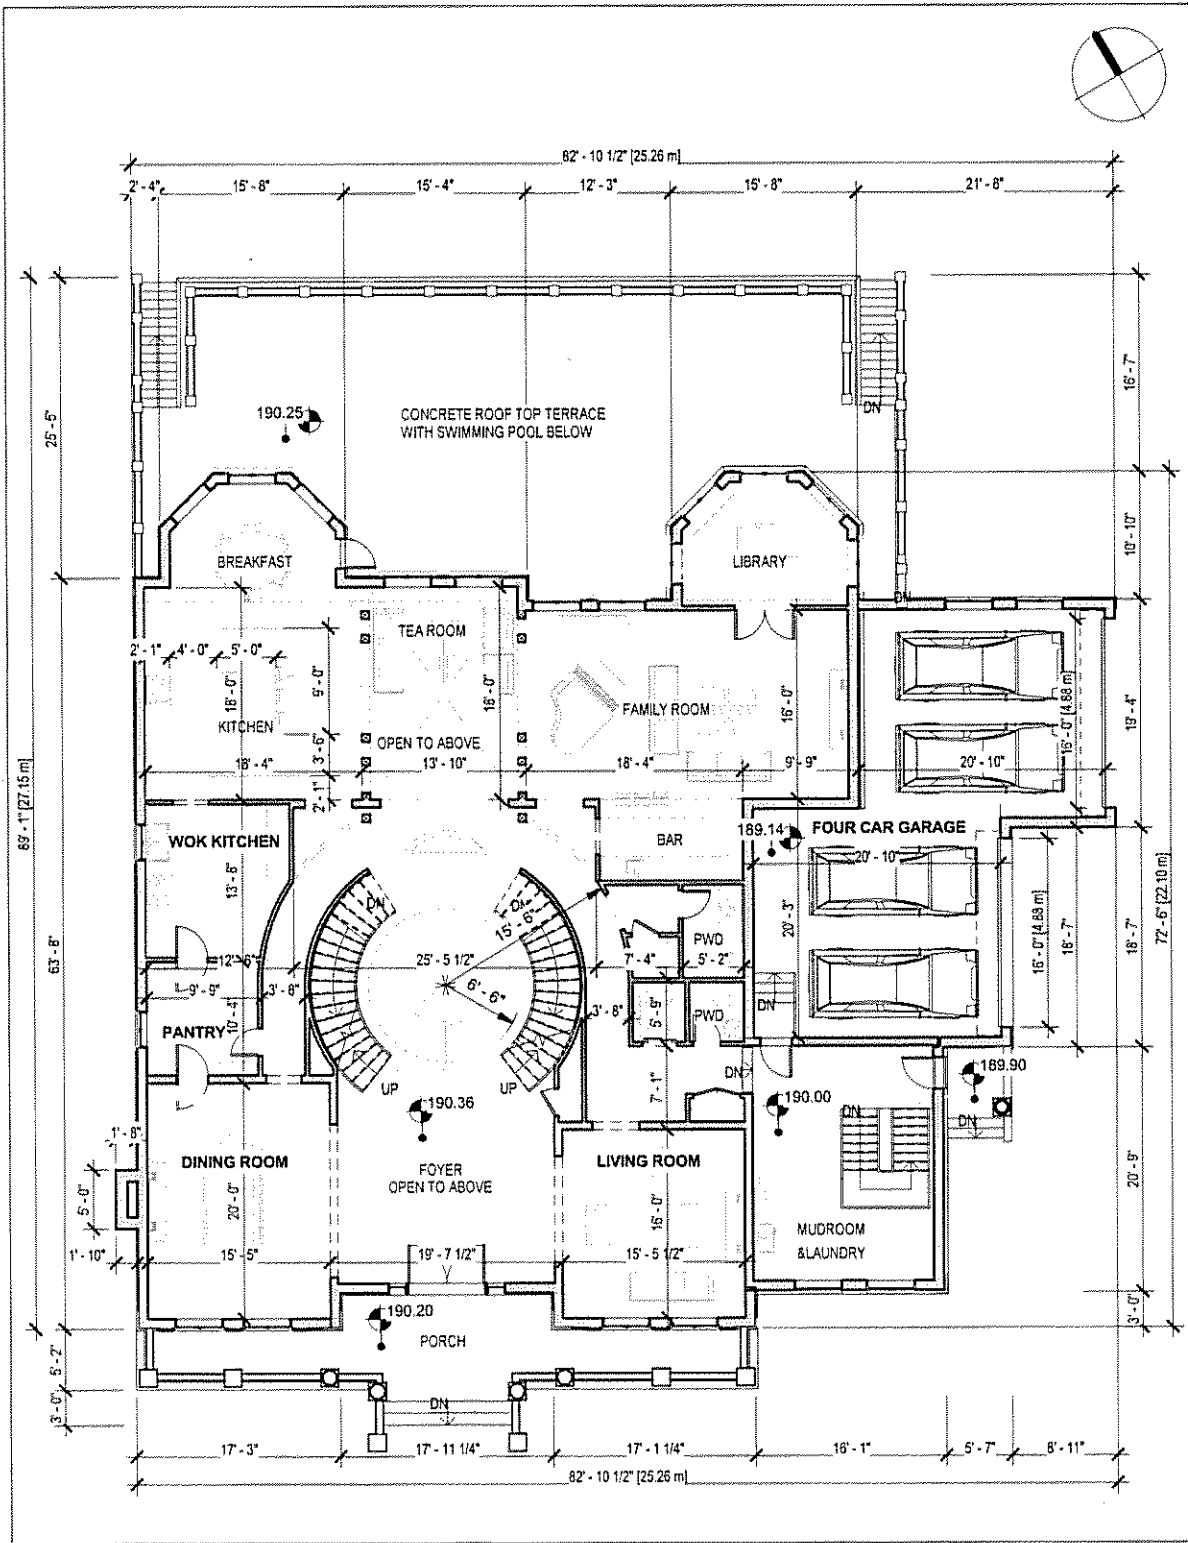 82' - 10 1/2" [25.26 m]
2' - 4"
15' - 8"
15' - 4"
12' - 3"
15' - 8"
21' - 8"
16' - 7"
DN
190.25
CONCRETE ROOF TOP TERRACE
WITH SWIMMING POOL BELOW
10' - 10"
BREAKFAST
LIBRARY
DN
TEA ROOM
2' - 1"
4' - 0"
5' - 0"
9' - 0"
18' - 0"
18' - 0"
16' - 0"
16' - 0" [4.88 m]
19' - 4"
FAMILY ROOM
KITCHEN
OPEN TO ABOVE
3' - 6"
18' - 4"
13' - 10"
18' - 4"
9' - 9"
20' - 10"
2' - 1"
69' - 1" [27.15 m]
WOK KITCHEN
BAR
189.14
FOUR CAR GARAGE
20' - 10"
DN
DN
15' - 6"
20' - 3"
16' - 0" [4.88 m]
18' - 7"
18' - 7"
72' - 6" [22.10 m]
63' - 8"
PWD
12' - 6"
25' - 5 1/2"
7' - 4"
5' - 2"
9' - 9"
3' - 8"
6' - 6"
3' - 8"
5' - 9"
PWD
DN
PANTRY
10' - 4"
UP
UP
7' - 1"
DN
189.90
190.36
190.00
DN
DN
1' - 8"
DINING ROOM
FOYER
OPEN TO ABOVE
LIVING ROOM
5' - 0"
20' - 0"
16' - 0"
20' - 9"
MUDROOM
&LAUNDRY
1' - 10"
15' - 5"
19' - 7 1/2"
15' - 5 1/2"
190.20
PORCH
3' - 0"
5' - 2"
3' - 0"
DN
17' - 3"
17' - 11 1/4"
17' - 1 1/4"
16' - 1"
5' - 7"
8' - 11"
82' - 10 1/2" [25.26 m]